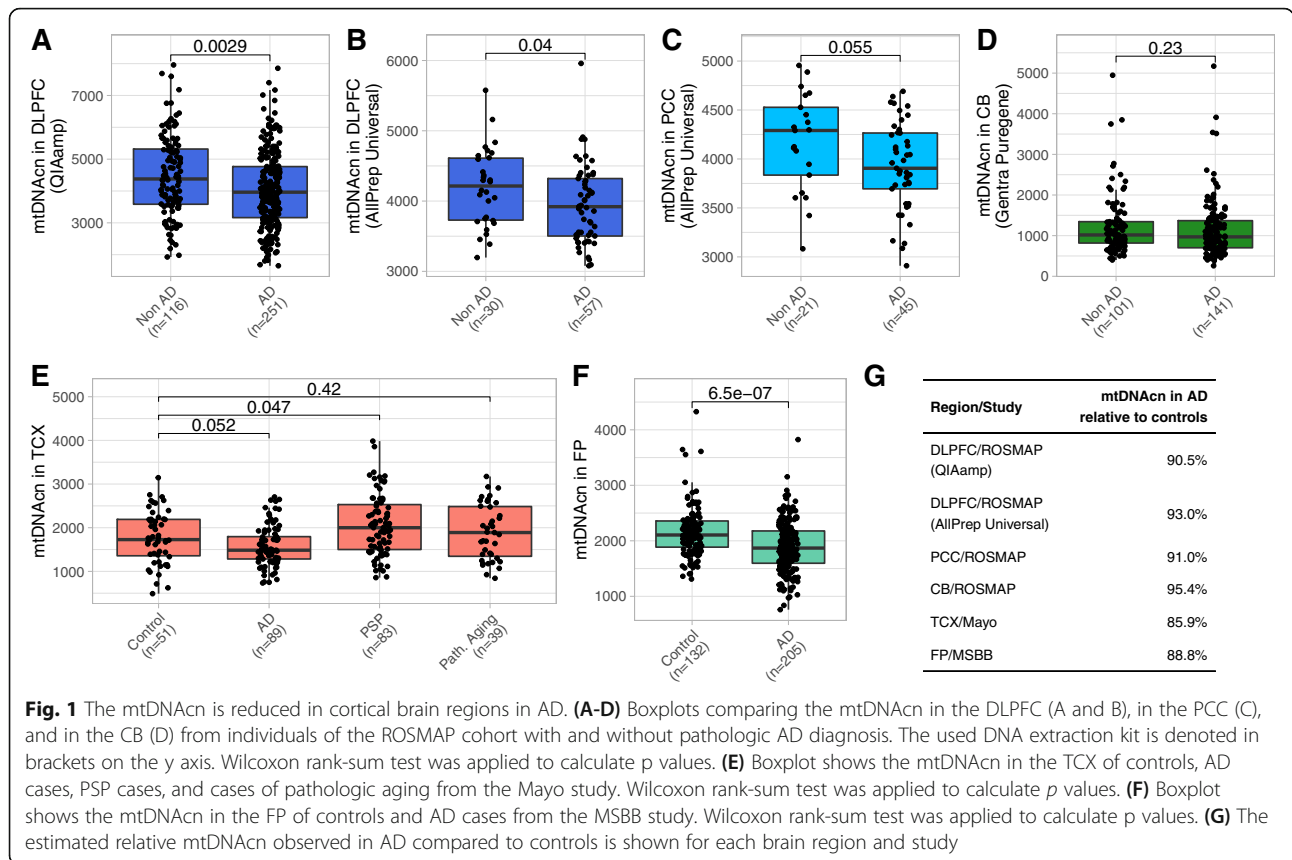 A
0.0029
mtDNAcn in DLPFC
(QIAamp)
7000
5000
3000
Non AD
(n=116)
AD
(n=251)
B
0.04
mtDNAcn in DLPFC
(AllPrep Universal)
6000
5000
4000
3000
Non AD
(n=30)
AD
(n=57)
C
0.055
mtDNAcn in PCC
(AllPrep Universal)
5000
4500
4000
3500
3000
Non AD
(n=21)
AD
(n=45)
D
0.23
mtDNAcn in CB
(Gentra Puregene)
5000
4000
3000
2000
1000
0
Non AD
(n=101)
AD
(n=141)
E
0.42
0.047
0.052
mtDNAcn in TCX
5000
4000
3000
2000
1000
Control
(n=51)
AD
(n=89)
PSP
(n=83)
Path. Aging
(n=39)
F
6.5e-07
mtDNAcn in FP
4000
3000
2000
1000
Control
(n=132)
AD
(n=205)
G
Region/Study mtDNAcn in AD
relative to controls
DLPFC/ROSMAP
(QIAamp) 90.5%
DLPFC/ROSMAP
(AllPrep Universal) 93.0%
PCC/ROSMAP 91.0%
CB/ROSMAP 95.4%
TCX/Mayo 85.9%
FP/MSBB 88.8%
Fig. 1 The mtDNAcn is reduced in cortical brain regions in AD. (A-D) Boxplots comparing the mtDNAcn in the DLPFC (A and B), in the PCC (C),
and in the CB (D) from individuals of the ROSMAP cohort with and without pathologic AD diagnosis. The used DNA extraction kit is denoted in
brackets on the y axis. Wilcoxon rank-sum test was applied to calculate p values. (E) Boxplot shows the mtDNAcn in the TCX of controls, AD
cases, PSP cases, and cases of pathologic aging from the Mayo study. Wilcoxon rank-sum test was applied to calculate p values. (F) Boxplot
shows the mtDNAcn in the FP of controls and AD cases from the MSBB study. Wilcoxon rank-sum test was applied to calculate p values. (G) The
estimated relative mtDNAcn observed in AD compared to controls is shown for each brain region and study